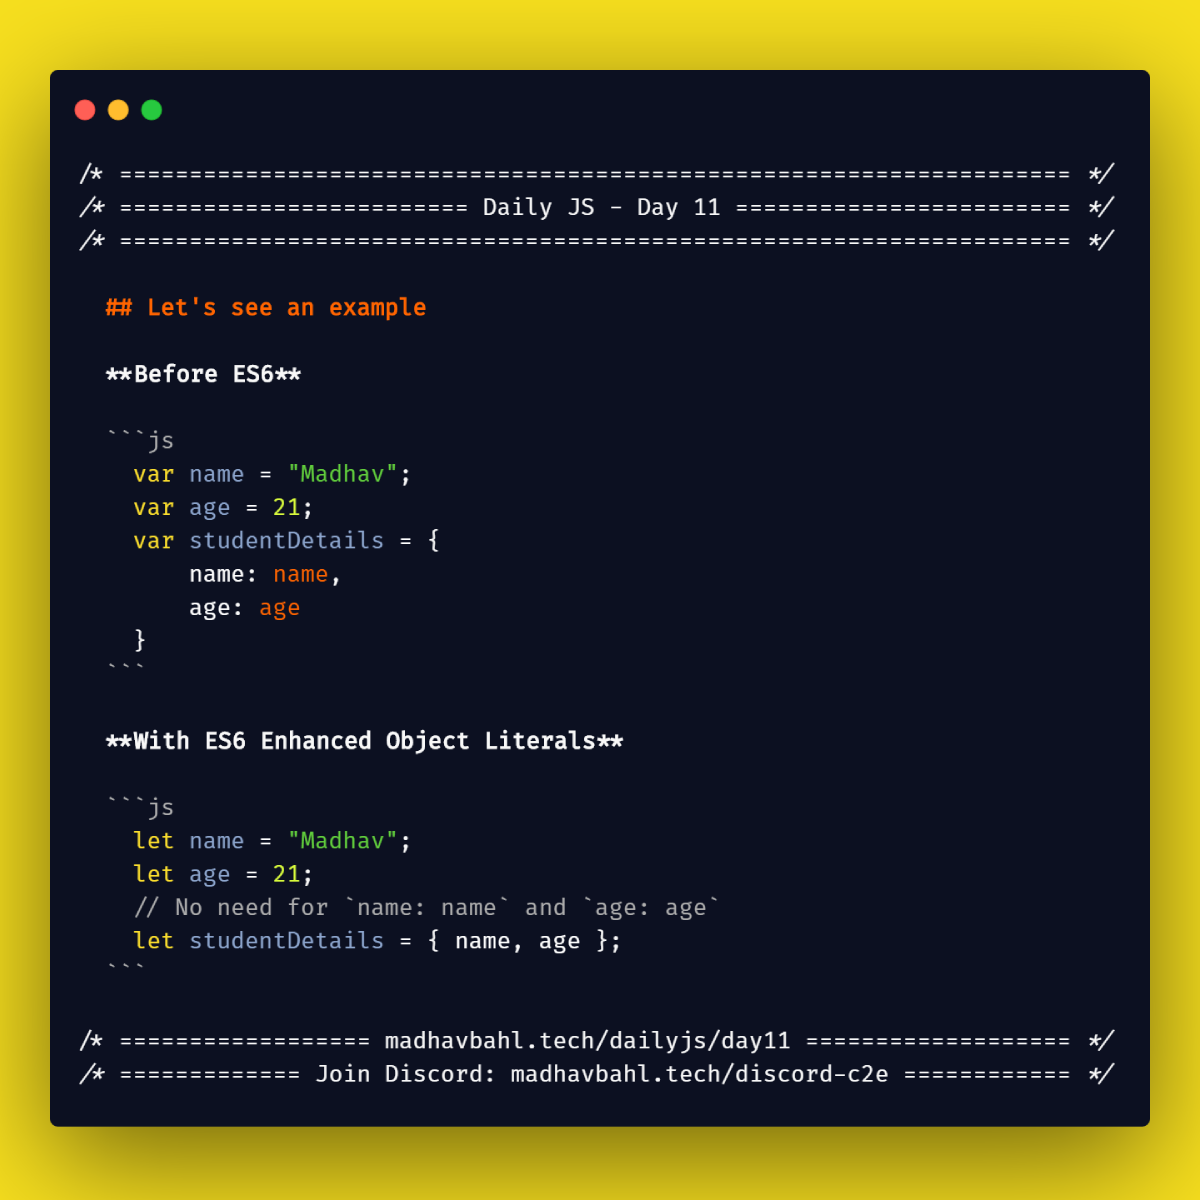 /* ==================================================================== */
/* ========================= Daily JS - Day 11 ======================== */
/* ==================================================================== */
## Let's see an example
**Before ES6**
```js
var name = "Madhav";
var age = 21;
var studentDetails = {
name: name,
age: age
}
```
**With ES6 Enhanced Object Literals**
```js
let name = "Madhav";
let age = 21;
// No need for `name: name` and `age: age`
let studentDetails = { name, age };
```
/* ================== madhavbahl.tech/dailyjs/day11 =================== */
/* ============= Join Discord: madhavbahl.tech/discord-c2e ============ */